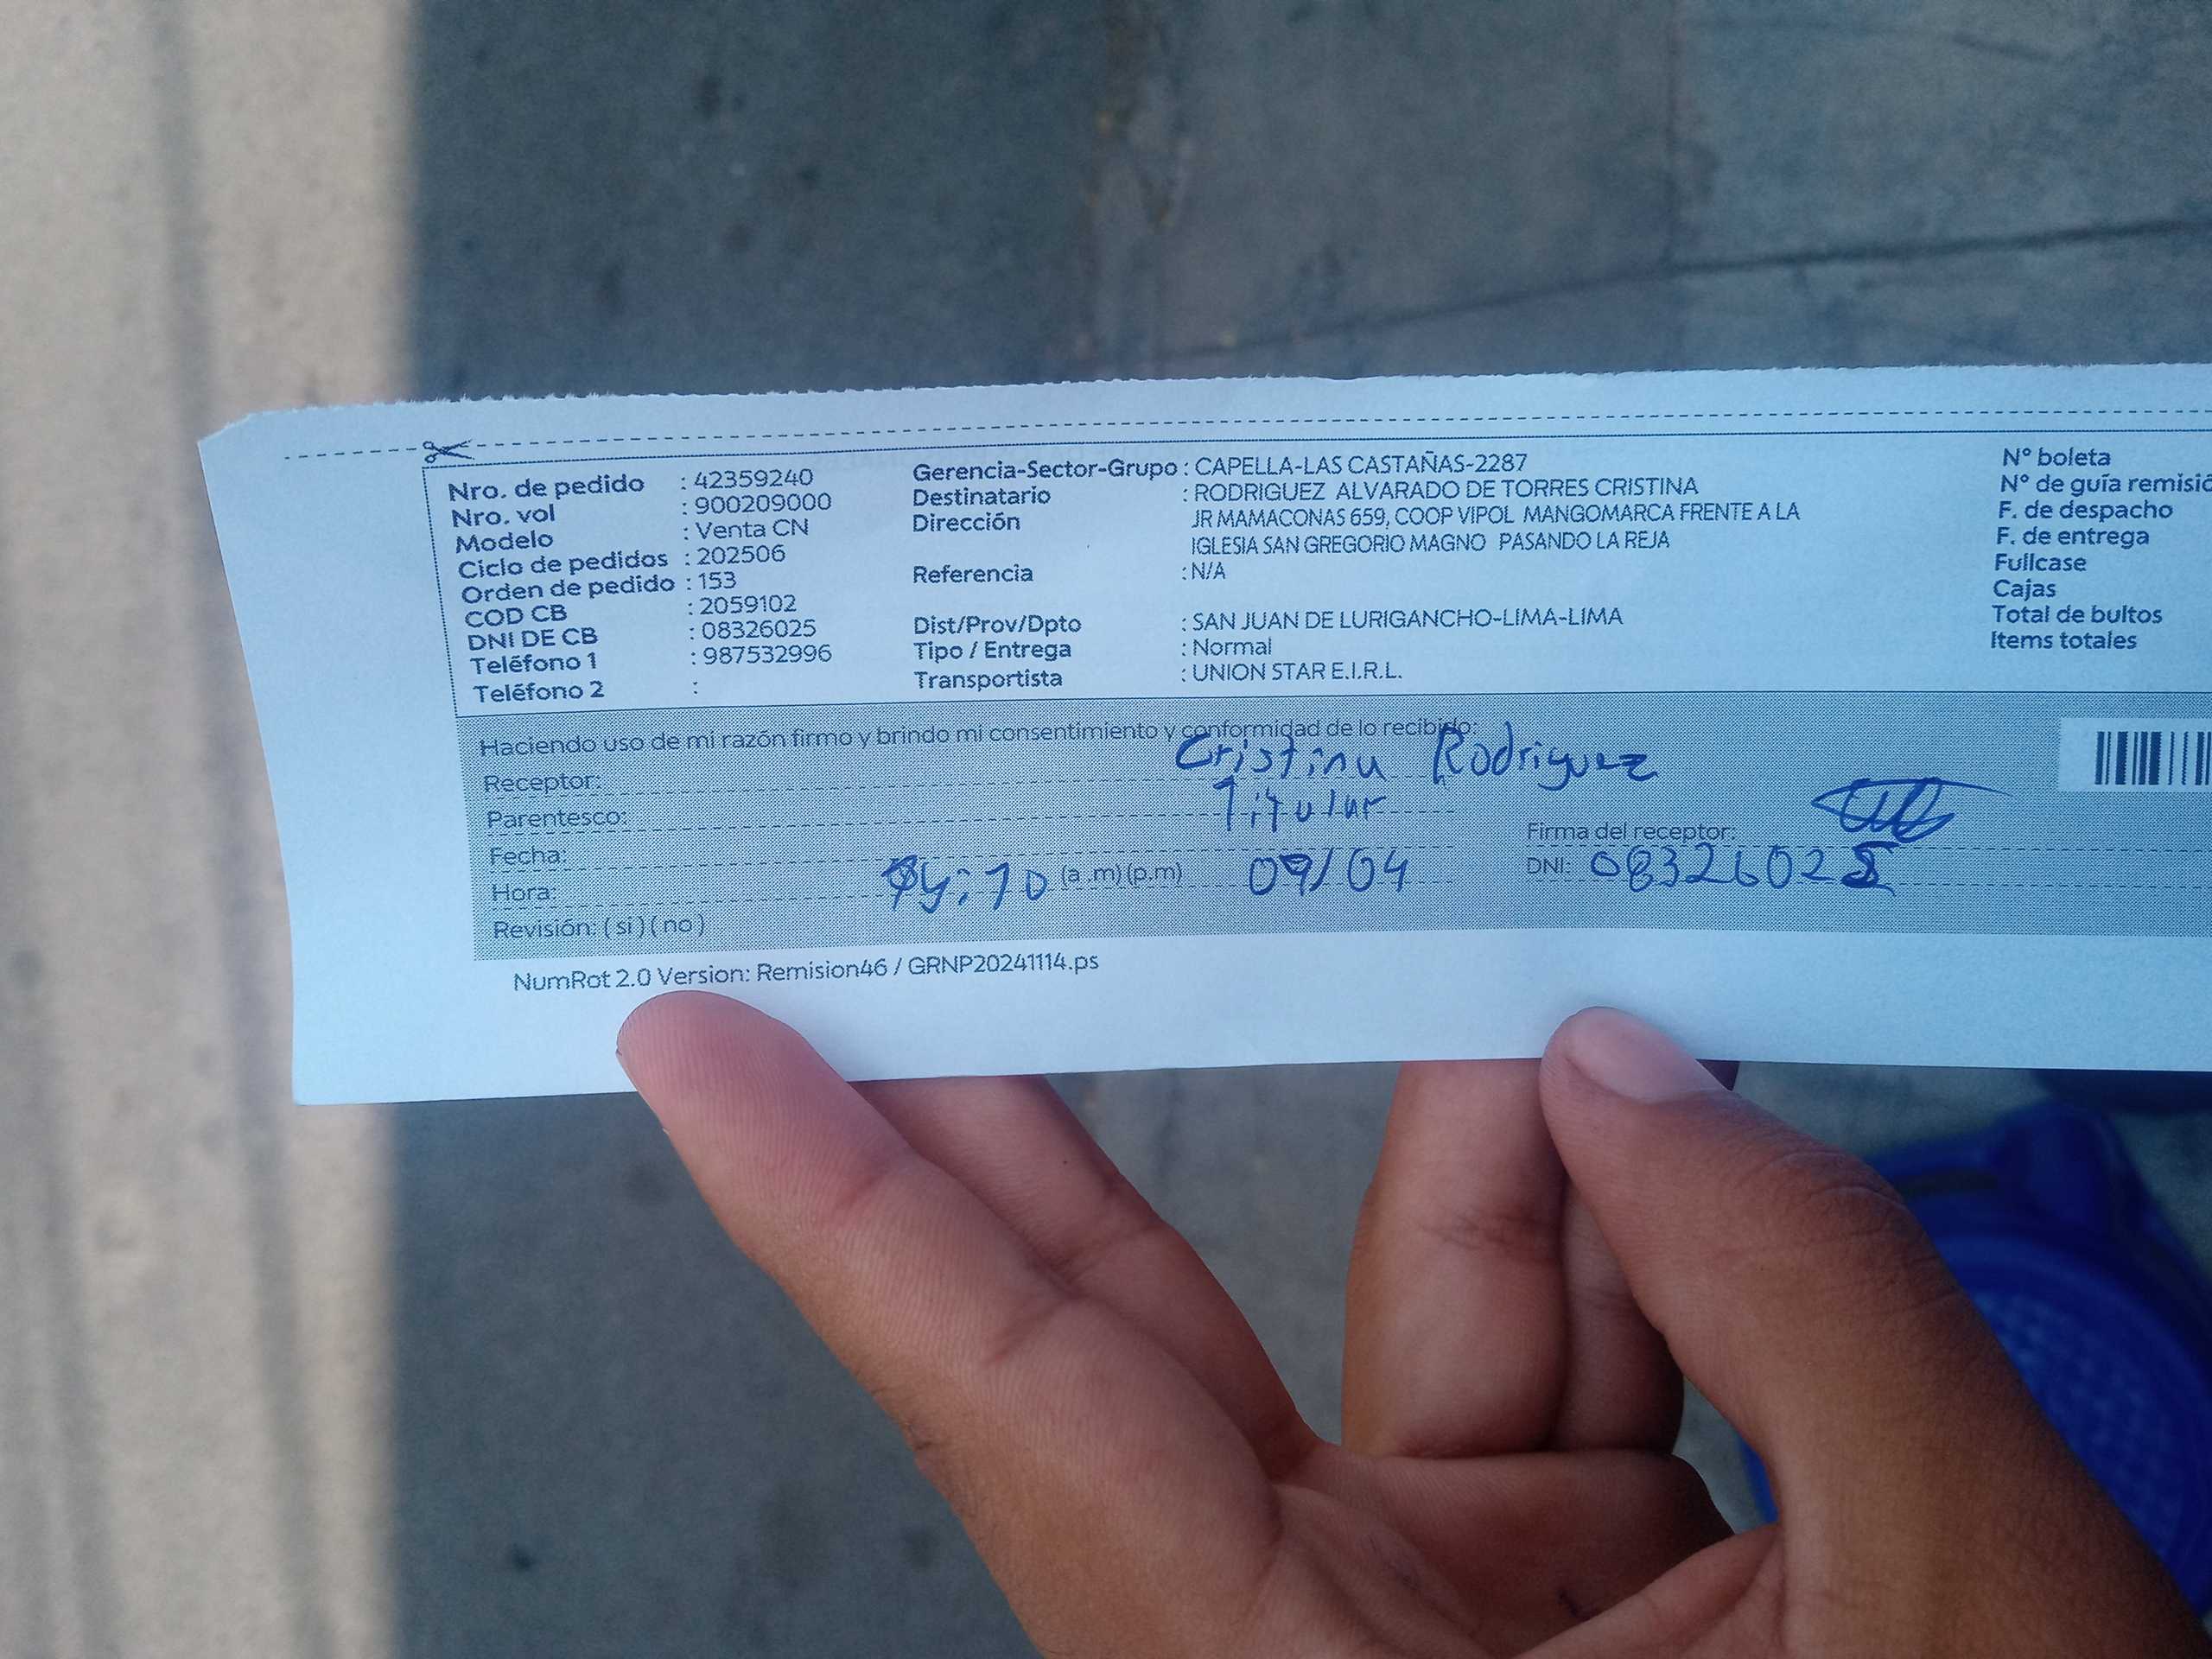 Nro. de pedido : 42359240
Nro. vol : 900209000
Modelo : Venta CN
Ciclo de pedidos : 202506
Orden de pedido : 153
COD CB : 2059102
DNI DE CB : 08326025
Teléfono 1 : 987532996
Teléfono 2 :
Gerencia-Sector-Grupo : CAPELLA-LAS CASTAÑAS-2287
Destinatario : RODRIGUEZ ALVARADO DE TORRES CRISTINA
Dirección JR MAMACONAS 659, COOP VIPOL MANGOMARCA FRENTE A LA
IGLESIA SAN GREGORIO MAGNO PASANDO LA REJA
Referencia : N/A
Dist/Prov/Dpto : SAN JUAN DE LURIGANCHO-LIMA-LIMA
Tipo / Entrega : Normal
Transportista : UNION STAR E.I.R.L.
N° boleta
N° de guía remisió
F. de despacho
F. de entrega
Fullcase
Cajas
Total de bultos
Items totales
Haciendo uso de mi razón firmo y brindo mi consentimiento y conformidad de lo recibido:
Receptor: Cristina Rodriguez
Parentesco: Titular
Fecha: 09/04
Hora: (a .m) (p.m)
Revisión: ( si ) ( no )
Firma del receptor:
DNI: 08326025
NumRot 2.0 Version: Remision46 / GRNP20241114.ps